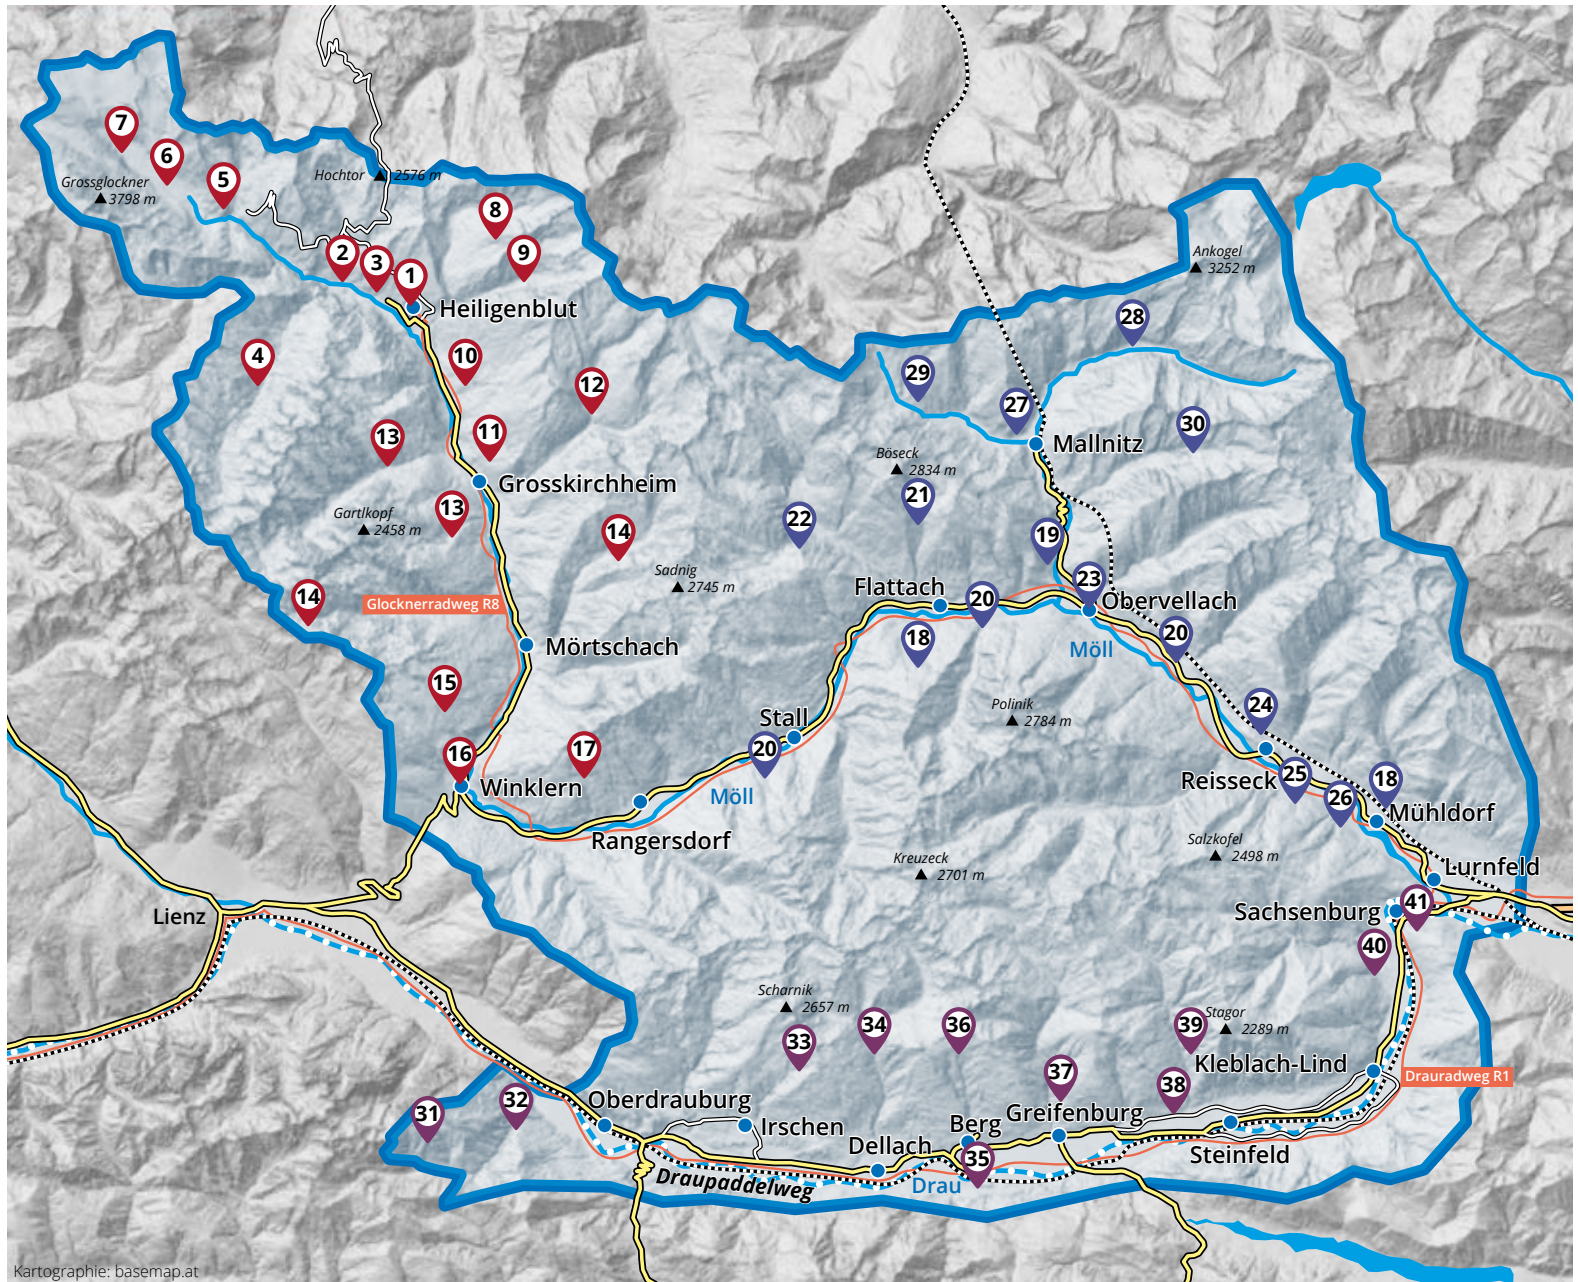 7
6
5
Grossglockner
3798 m
Hochtor
2576 m
8
9
2
3
1
Heiligenblut
Ankogel
3252 m
28
4
10
12
29
27
30
Mallnitz
13
11
Böseck
2834 m
Grosskirchheim
21
Gartlkopf
2458 m
13
14
22
19
Sadnig
2745 m
23
Flattach
20
Obervellach
14
Glocknerradweg R8
18
20
Mörtschach
Möll
15
Polinik
2784 m
24
Stall
16
17
20
Reisseck
25
18
Winklern
Möll
26
Mühldorf
Rangersdorf
Salzkofel
2498 m
Kreuzeck
2701 m
Lurnfeld
Lienz
Sachsenburg
41
40
Scharnik
2657 m
33
34
36
39
Stagor
2289 m
Kleblach-Lind
37
38
Drauradweg R1
31
32
Oberdrauburg
Greifenburg
Irschen
Berg
Dellach
35
Steinfeld
Draupaddelweg
Drau
Kartographie: basemap.at